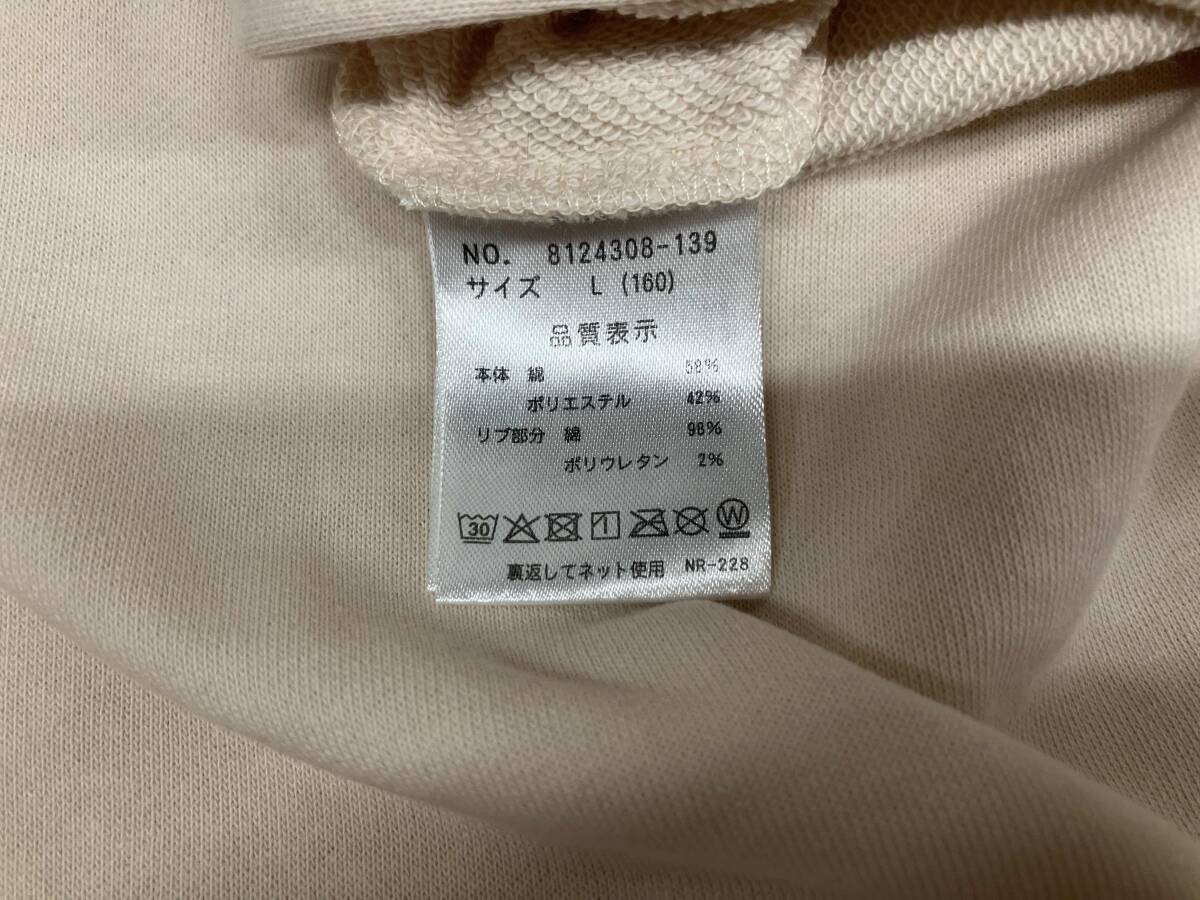 NO. 8124308-139
サイズ L (160)
品質表示
本体 綿 58%
ポリエステル 42%
リブ部分 綿 98%
ポリウレタン 2%
30 W
裏返してネット使用 NR-228